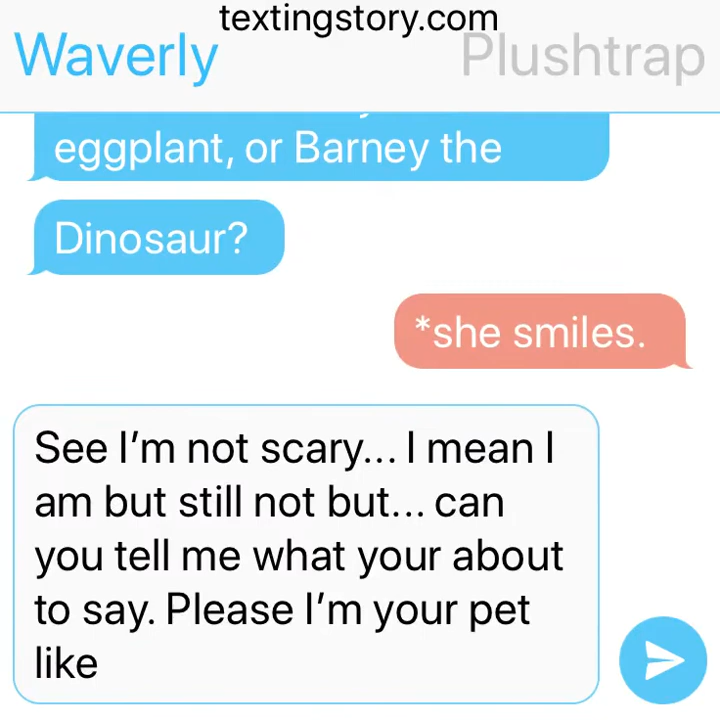 textingstory.com
Waverly Plushtrap
eggplant, or Barney the
Dinosaur?
*she smiles.
See I’m not scary... I mean I
am but still not but... can
you tell me what your about
to say. Please I’m your pet
like